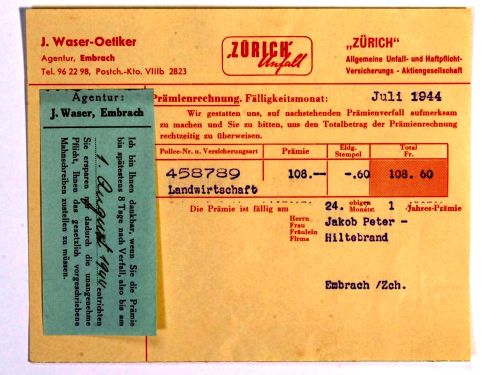 J. Waser-Oetiker
Agentur, Embrach
Tel. 96 22 98, Postch.-Kto. VIIIb 2823
„ZÜRICH“
Unfall
„ZÜRICH“
Allgemeine Unfall- und Haftpflicht-
Versicherungs - Aktiengesellschaft
Agentur:
J. Waser, Embrach
Ich bin Ihnen dankbar, wenn Sie die Prämie
bis spätestens 8 Tage nach Verfall, also bis am
1. August 1944 entrichten
Sie ersparen mir dadurch die unangenehme
Pflicht, Ihnen das gesetzlich vorgeschriebene
Mahnschreiben zustellen zu müssen.
Prämienrechnung. Fälligkeitsmonat: Juli 1944
Wir gestatten uns, auf nachstehenden Prämienverfall aufmerksam
zu machen und Sie zu bitten, uns den Totalbetrag der Prämienrechnung
rechtzeitig zu überweisen.
Police-Nr. u. Versicherungsart Prämie Eidg. Stempel Total Fr.
458789 108.-- -.60 108.60
Landwirtschaft
Die Prämie ist fällig am 24. obigen Monats. 1 Jahres-Prämie
Herrn Jakob Peter -
Frau
Fräulein Hiltebrand
Firma
Embrach /Zch.